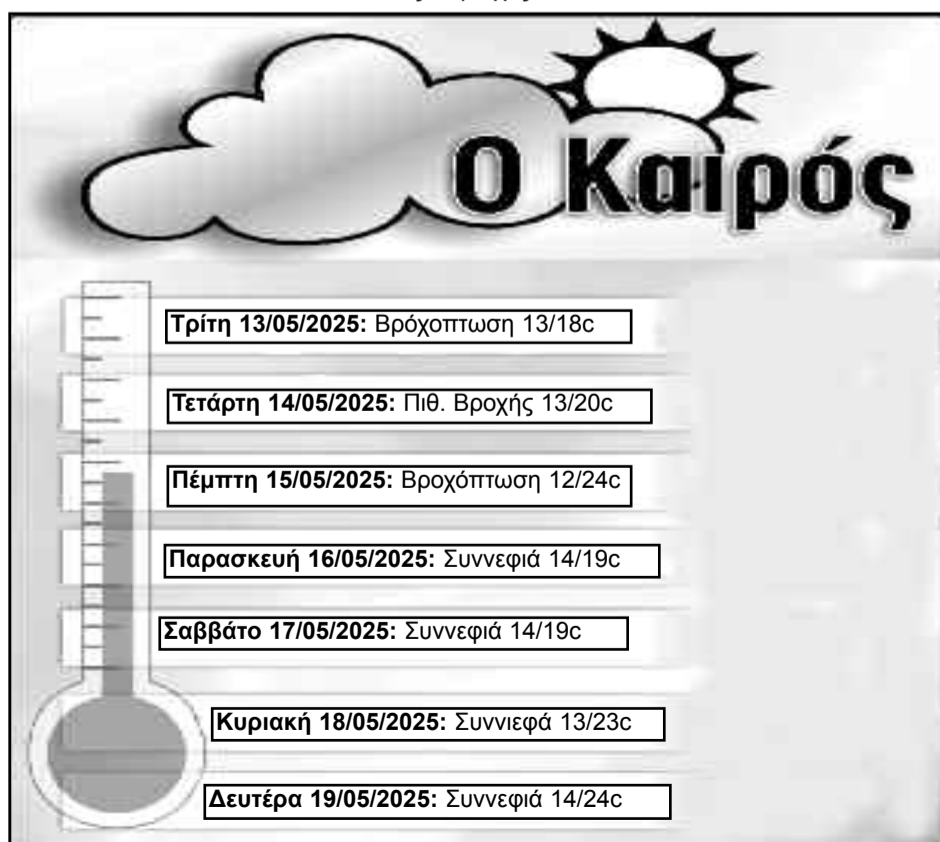 Ο Καιρός
Τρίτη 13/05/2025: Βρόχοπτωση 13/18c
Τετάρτη 14/05/2025: Πιθ. Βροχής 13/20c
Πέμπτη 15/05/2025: Βροχόπτωση 12/24c
Παρασκευή 16/05/2025: Συννεφιά 14/19c
Σαββάτο 17/05/2025: Συννεφιά 14/19c
Κυριακή 18/05/2025: Συννιεφά 13/23c
Δευτέρα 19/05/2025: Συννεφιά 14/24c